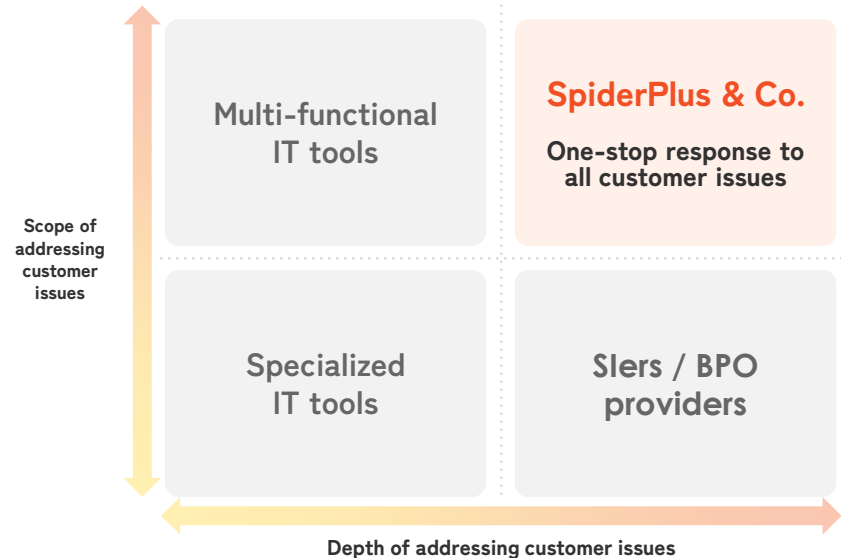 Multi-functional
IT tools
SpiderPlus & Co.
One-stop response to
all customer issues
Scope of
addressing
customer
issues
Specialized
IT tools
SIers / BPO
providers
Depth of addressing customer issues